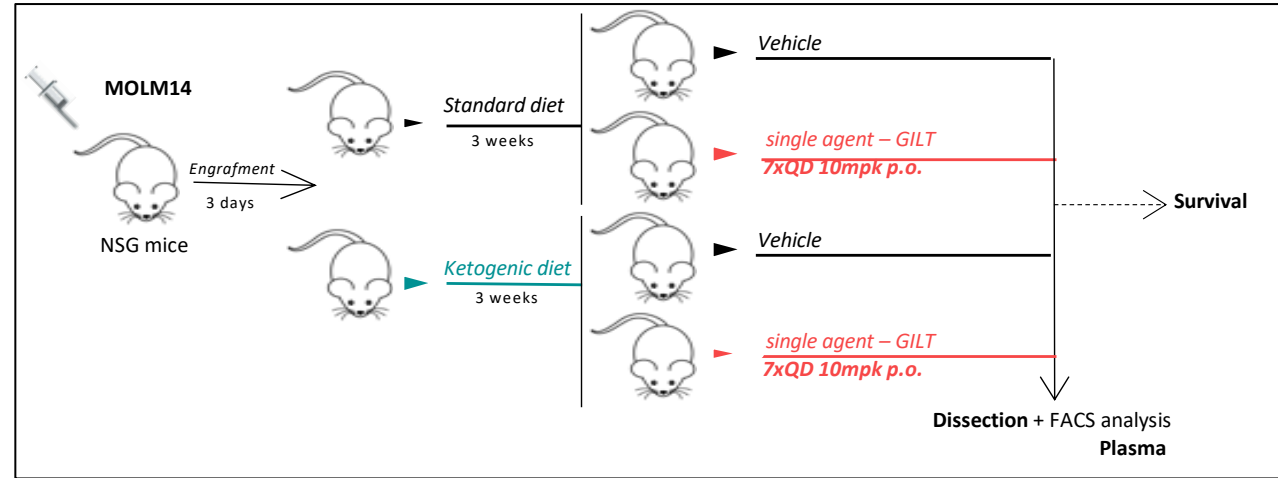 MOLM14
NSG mice
Engrafment
3 days
Standard diet
3 weeks
Ketogenic diet
3 weeks
Vehicle
single agent – GILT
7xQD 10mpk p.o.
Vehicle
single agent – GILT
7xQD 10mpk p.o.
Survival
Dissection + FACS analysis
Plasma